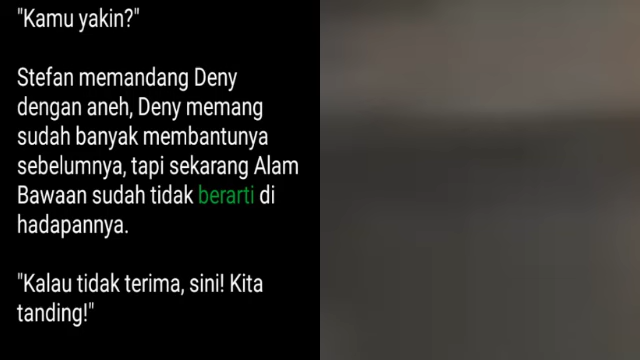 "Kamu yakin?"
Stefan memandang Deny
dengan aneh, Deny memang
sudah banyak membantunya
sebelumnya, tapi sekarang Alam
Bawaan sudah tidak berarti di
hadapannya.
"Kalau tidak terima, sini! Kita
tanding!"